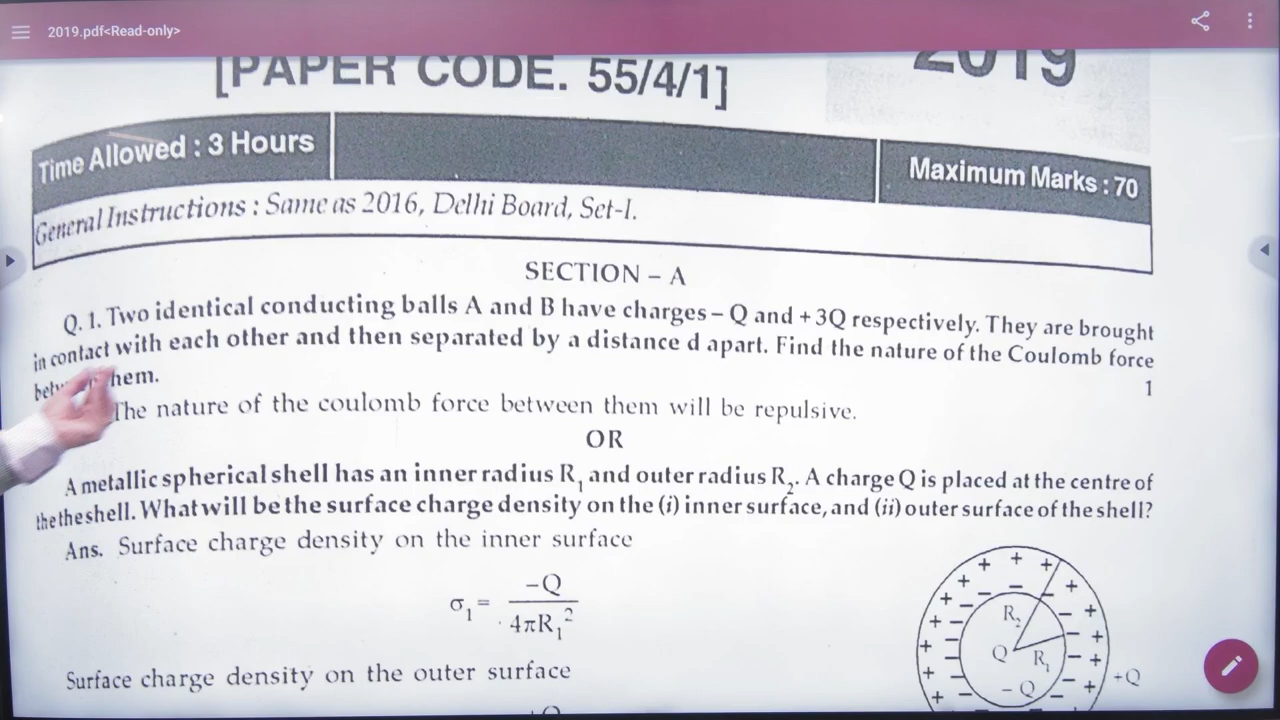 2019.pdf<Read-only>
[PAPER CODE. 55/4/1]
2019
Time Allowed : 3 Hours
Maximum Marks : 70
General Instructions : Same as 2016, Delhi Board, Set-I.
SECTION – A
Q. 1. Two identical conducting balls A and B have charges – Q and + 3Q respectively. They are brought
in contact with each other and then separated by a distance d apart. Find the nature of the Coulomb force
them.
1
The nature of the coulomb force between them will be repulsive.
OR
A metallic spherical shell has an inner radius R₁ and outer radius R₂. A charge Q is placed at the centre of
the the shell. What will be the surface charge density on the (i) inner surface, and (ii) outer surface of the shell?
Ans. Surface charge density on the inner surface
σ₁ = –Q / 4πR₁²
Surface charge density on the outer surface
R₂
Q
R₁
– Q
+Q